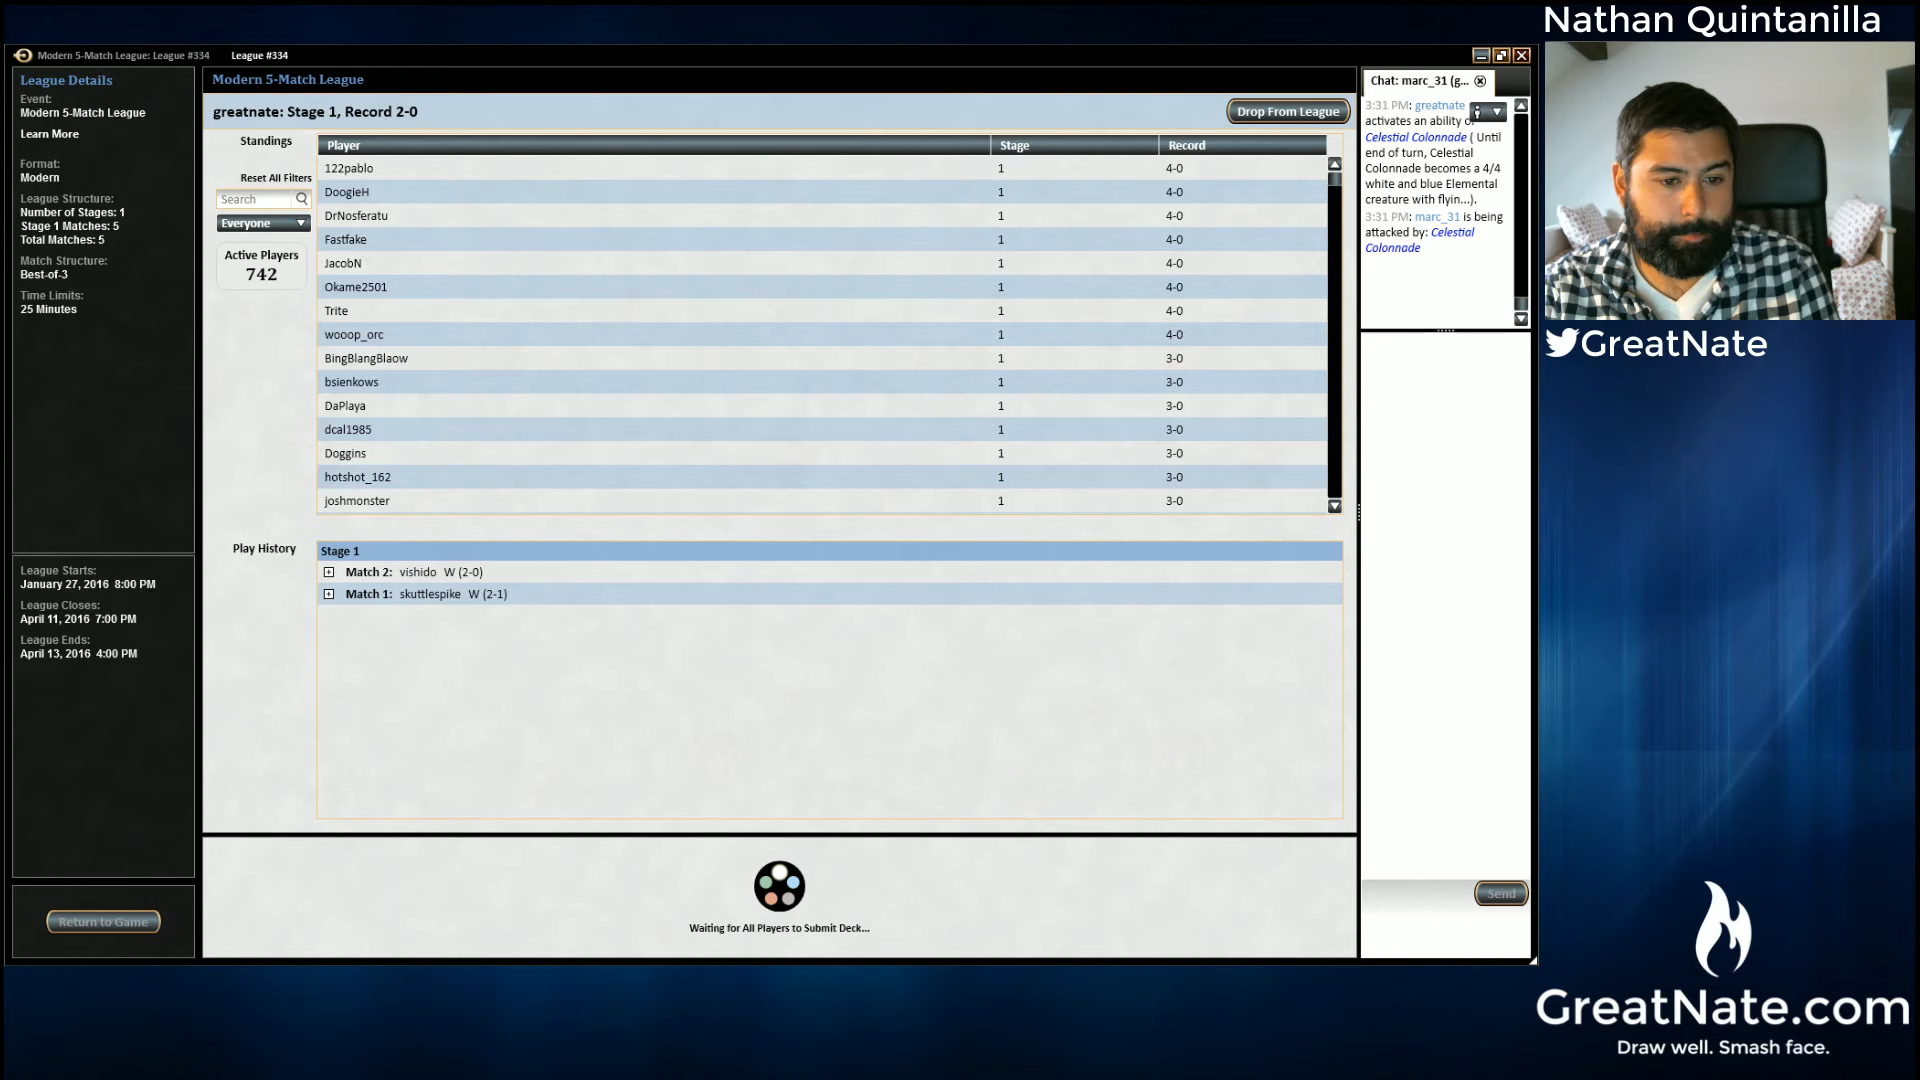 Nathan Quintanilla
Modern 5-Match League: League #334
League #334
League Details
Event:
Modern 5-Match League
Learn More
Format:
Modern
League Structure:
Number of Stages: 1
Stage 1 Matches: 5
Total Matches: 5
Match Structure:
Best-of-3
Time Limits:
25 Minutes
League Starts:
January 27, 2016 8:00 PM
League Closes:
April 11, 2016 7:00 PM
League Ends:
April 13, 2016 4:00 PM
Return to Game
Modern 5-Match League
greatnate: Stage 1, Record 2-0
Drop From League
Standings
Reset All Filters
Search
Everyone
Active Players
742
Player Stage Record
122pablo 1 4-0
DoogieH 1 4-0
DrNosferatu 1 4-0
Fastfake 1 4-0
JacobN 1 4-0
Okame2501 1 4-0
Trite 1 4-0
wooop_orc 1 4-0
BingBlangBlaow 1 3-0
bsienkows 1 3-0
DaPlaya 1 3-0
dcal1985 1 3-0
Doggins 1 3-0
hotshot_162 1 3-0
joshmonster 1 3-0
Play History
Stage 1
Match 2: vishido W (2-0)
Match 1: skuttlespike W (2-1)
Waiting for All Players to Submit Deck...
Chat: marc_31 (g...
3:31 PM: greatnate
activates an ability of
Celestial Colonnade ( Until
end of turn, Celestial
Colonnade becomes a 4/4
white and blue Elemental
creature with flyin...).
3:31 PM: marc_31 is being
attacked by: Celestial
Colonnade
Send
GreatNate
GreatNate.com
Draw well. Smash face.